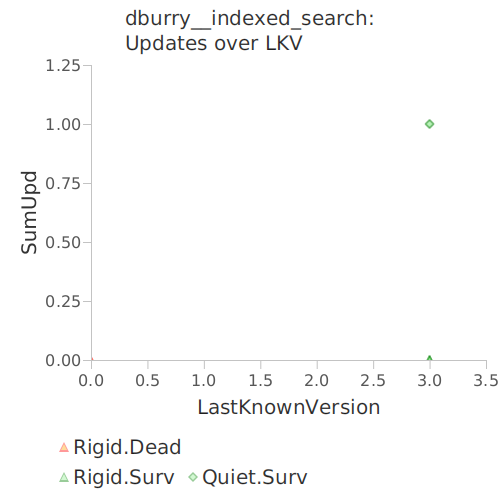 dburry__indexed_search:
Updates over LKV
1.25
1.00
0.75
0.50
0.25
0.00
SumUpd
0.0 0.5 1.0 1.5 2.0 2.5 3.0 3.5
LastKnownVersion
Rigid.Dead
Rigid.Surv Quiet.Surv